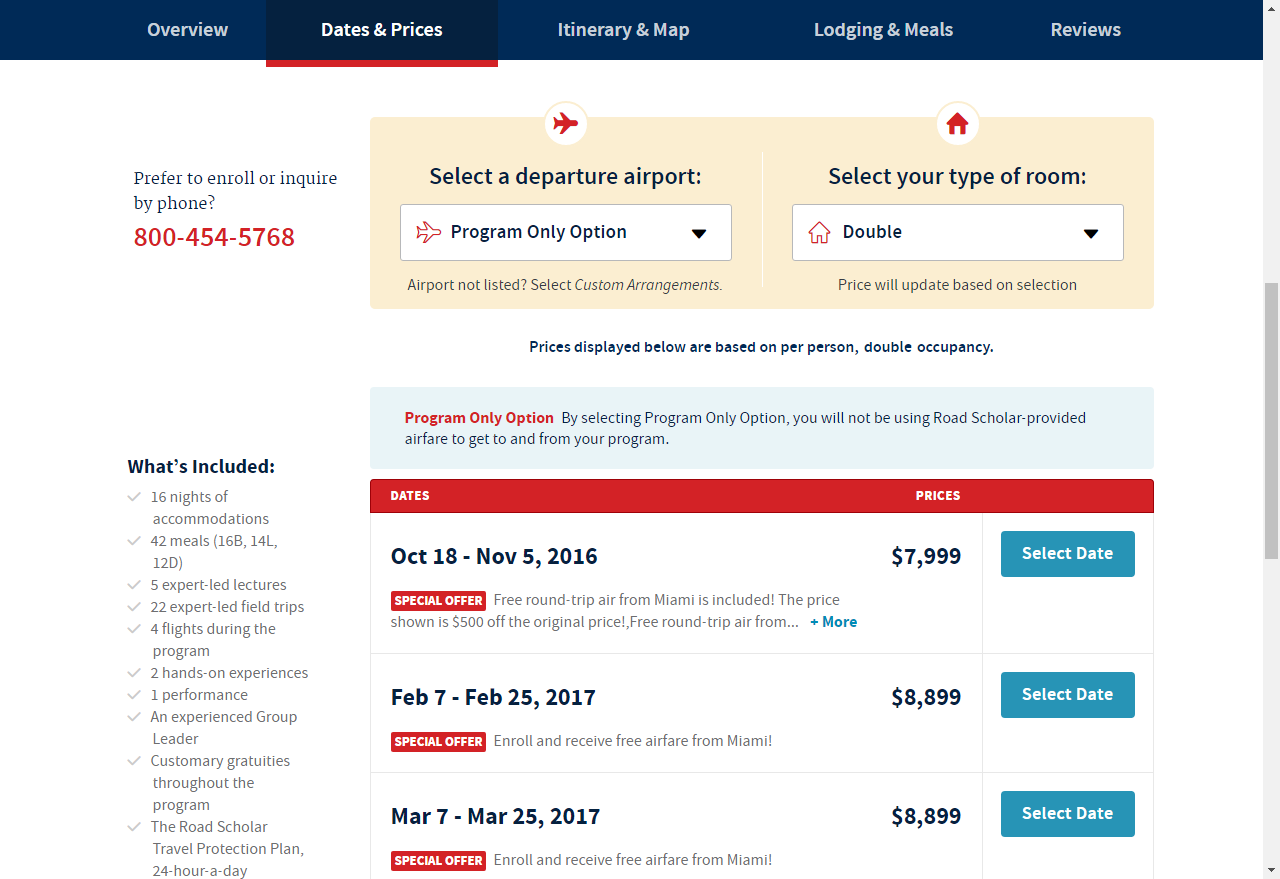 Overview
Dates & Prices
Itinerary & Map
Lodging & Meals
Reviews
Prefer to enroll or inquire
by phone?
800-454-5768
Select a departure airport:
Program Only Option
Airport not listed? Select Custom Arrangements.
Select your type of room:
Double
Price will update based on selection
Prices displayed below are based on per person, double occupancy.
Program Only Option By selecting Program Only Option, you will not be using Road Scholar-provided
airfare to get to and from your program.
What’s Included:
16 nights of
accommodations
42 meals (16B, 14L,
12D)
5 expert-led lectures
22 expert-led field trips
4 flights during the
program
2 hands-on experiences
1 performance
An experienced Group
Leader
Customary gratuities
throughout the
program
The Road Scholar
Travel Protection Plan,
24-hour-a-day
DATES
PRICES
Oct 18 - Nov 5, 2016
$7,999
Select Date
SPECIAL OFFER Free round-trip air from Miami is included! The price
shown is $500 off the original price!,Free round-trip air from... + More
Feb 7 - Feb 25, 2017
$8,899
Select Date
SPECIAL OFFER Enroll and receive free airfare from Miami!
Mar 7 - Mar 25, 2017
$8,899
Select Date
SPECIAL OFFER Enroll and receive free airfare from Miami!